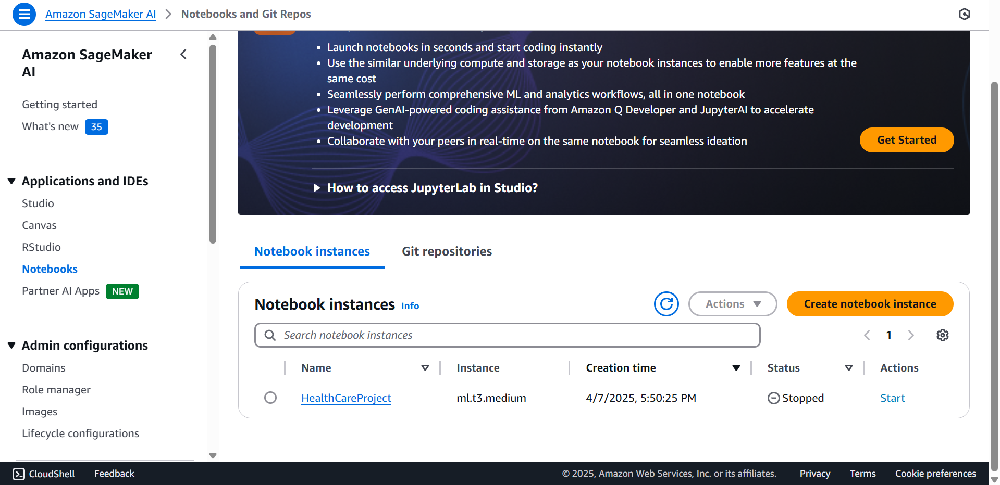 Amazon SageMaker AI > Notebooks and Git Repos
Amazon SageMaker
AI
Getting started
What's new 35
Applications and IDEs
Studio
Canvas
RStudio
Notebooks
Partner AI Apps NEW
Admin configurations
Domains
Role manager
Images
Lifecycle configurations
• Launch notebooks in seconds and start coding instantly
• Use the similar underlying compute and storage as your notebook instances to enable more features at the
same cost
• Seamlessly perform comprehensive ML and analytics workflows, all in one notebook
• Leverage GenAI-powered coding assistance from Amazon Q Developer and JupyterAI to accelerate
development
• Collaborate with your peers in real-time on the same notebook for seamless ideation
Get Started
How to access JupyterLab in Studio?
Notebook instances Git repositories
Notebook instances Info Actions Create notebook instance
Search notebook instances 1
Name Instance Creation time Status Actions
HealthCareProject ml.t3.medium 4/7/2025, 5:50:25 PM Stopped Start
CloudShell Feedback © 2025, Amazon Web Services, Inc. or its affiliates. Privacy Terms Cookie preferences